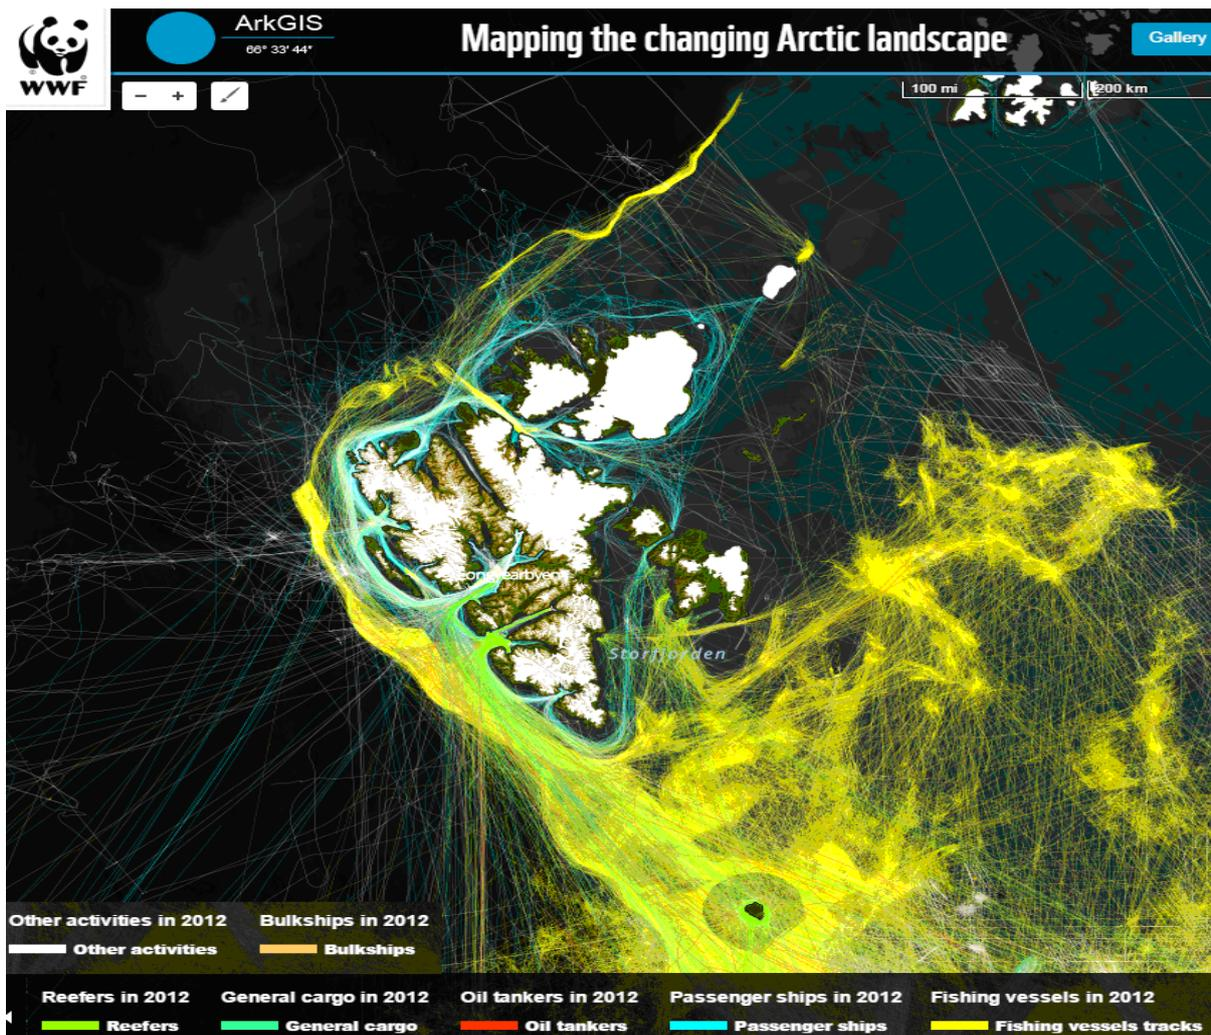 WWF
ArkGIS
66° 33' 44"
Mapping the changing Arctic landscape
Gallery
− +
100 mi
200 km
Storfjorden
Other activities in 2012
Bulkships in 2012
Other activities
Bulkships
Reefers in 2012
General cargo in 2012
Oil tankers in 2012
Passenger ships in 2012
Fishing vessels in 2012
Reefers
General cargo
Oil tankers
Passenger ships
Fishing vessels tracks